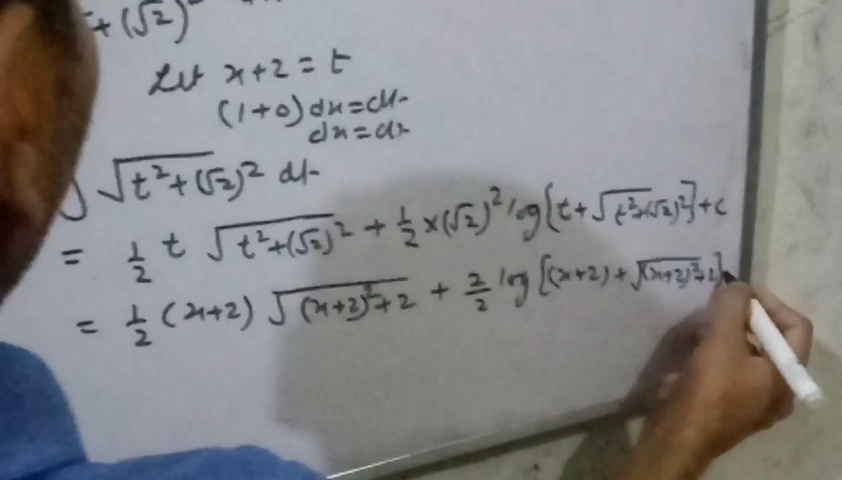 + (√2)²
Let x+2 = t
(1+0) dx = dt
dx = dt
∫ √t²+(√2)² dt
= 1/2 t √t²+(√2)² + 1/2 × (√2)² log [t + √t²+(√2)²] + c
= 1/2 (x+2) √(x+2)²+2 + 2/2 log [(x+2) + √(x+2)²+2]